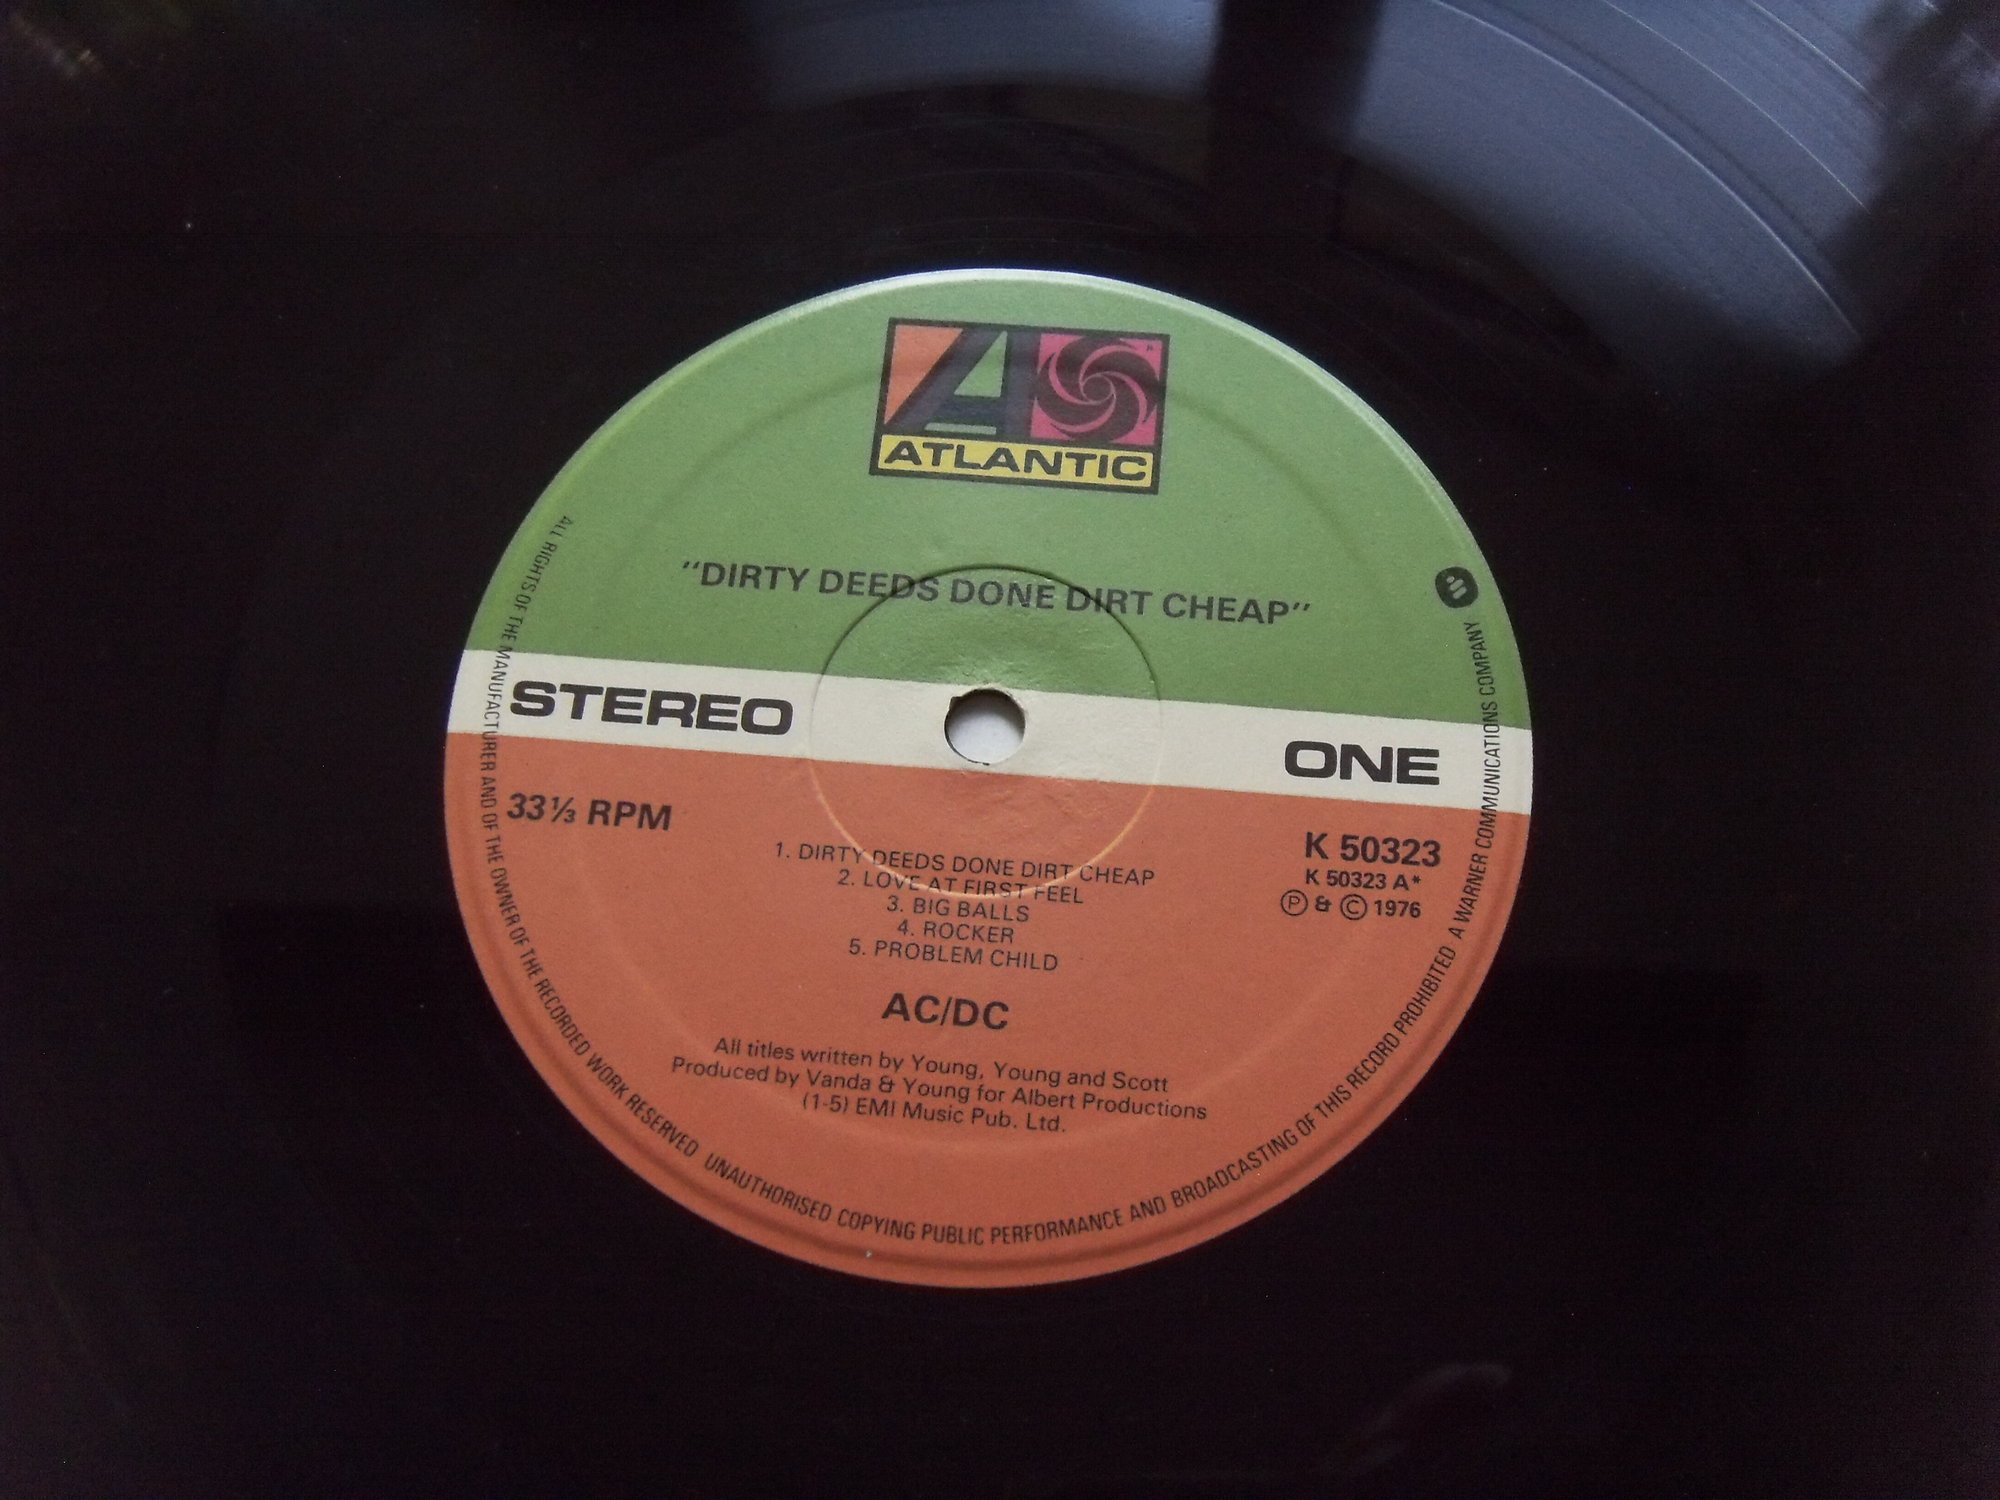 ATLANTIC
"DIRTY DEEDS DONE DIRT CHEAP"
STEREO
ONE
33⅓ RPM
K 50323
K 50323 A*
Ⓟ & © 1976
1. DIRTY DEEDS DONE DIRT CHEAP
2. LOVE AT FIRST FEEL
3. BIG BALLS
4. ROCKER
5. PROBLEM CHILD
AC/DC
All titles written by Young, Young and Scott
Produced by Vanda & Young for Albert Productions
(1-5) EMI Music Pub. Ltd.
ALL RIGHTS OF THE MANUFACTURER AND OF THE OWNER OF THE RECORDED WORK RESERVED UNAUTHORISED COPYING PUBLIC PERFORMANCE AND BROADCASTING OF THIS RECORD PROHIBITED A WARNER COMMUNICATIONS COMPANY